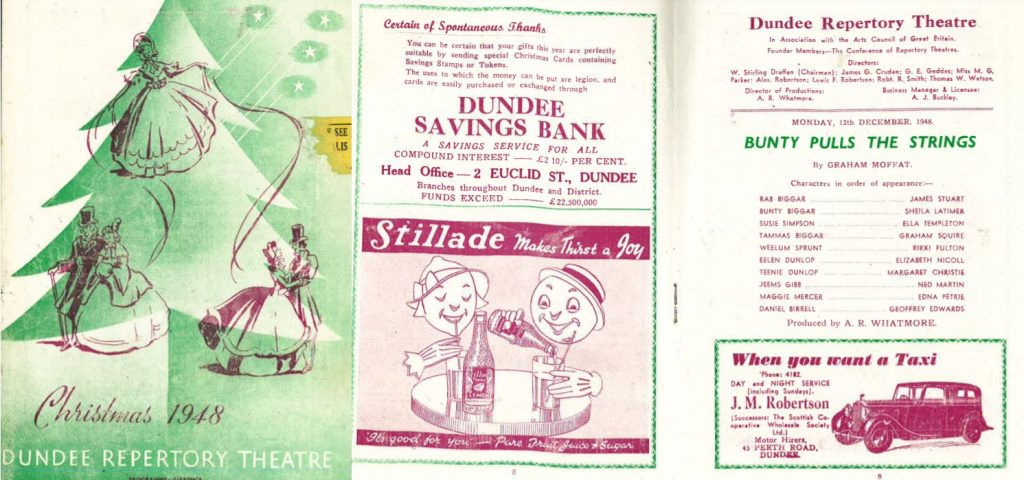 SEE
LIS
Christmas 1948
DUNDEE REPERTORY THEATRE
Certain of Spontaneous Thanks
You can be certain that your gifts this year are perfectly
suitable by sending special Christmas Cards containing
Savings Stamps or Tokens.
The uses to which the money can be put are legion, and
cards are easily purchased or exchanged through
DUNDEE
SAVINGS BANK
A SAVINGS SERVICE FOR ALL
COMPOUND INTEREST — £2 10/- PER CENT.
Head Office — 2 EUCLID ST., DUNDEE
Branches throughout Dundee and District.
FUNDS EXCEED — £22,500,000
Stillade Makes Thirst a Joy
Stillade
LEMON
"It's good for you — Pure Fruit Juice & Sugar"
8
Dundee Repertory Theatre
In Association with the Arts Council of Great Britain.
Founder Members—The Conference of Repertory Theatres.
Directors:
W. Stirling Draffen (Chairman); James G. Cruden; G. E. Geddes; Miss M. G.
Parker; Alex. Robertson; Lewis F. Robertson; Robt. R. Smith; Thomas W. Watson.
Director of Productions:
A. R. Whatmore.
Business Manager & Licensee:
A. J. Buckley.
MONDAY, 13th DECEMBER, 1948.
BUNTY PULLS THE STRINGS
By GRAHAM MOFFAT.
Characters in order of appearance:—
RAB BIGGAR JAMES STUART
BUNTY BIGGAR SHEILA LATIMER
SUSIE SIMPSON ELLA TEMPLETON
TAMMAS BIGGAR GRAHAM SQUIRE
WEELUM SPRUNT RIKKI FULTON
EELEN DUNLOP ELIZABETH NICOLL
TEENIE DUNLOP MARGARET CHRISTIE
JEEMS GIBB NED MARTIN
MAGGIE MERCER EDNA PETRIE
DANIEL BIRRELL GEOFFREY EDWARDS
Produced by A. R. WHATMORE.
When you want a Taxi
'Phone: 4182.
DAY and NIGHT SERVICE
(including Sundays).
J. M. Robertson
(Successors: The Scottish Co-
operative Wholesale Society
Ltd.)
Motor Hirers,
45 PERTH ROAD,
DUNDEE
9